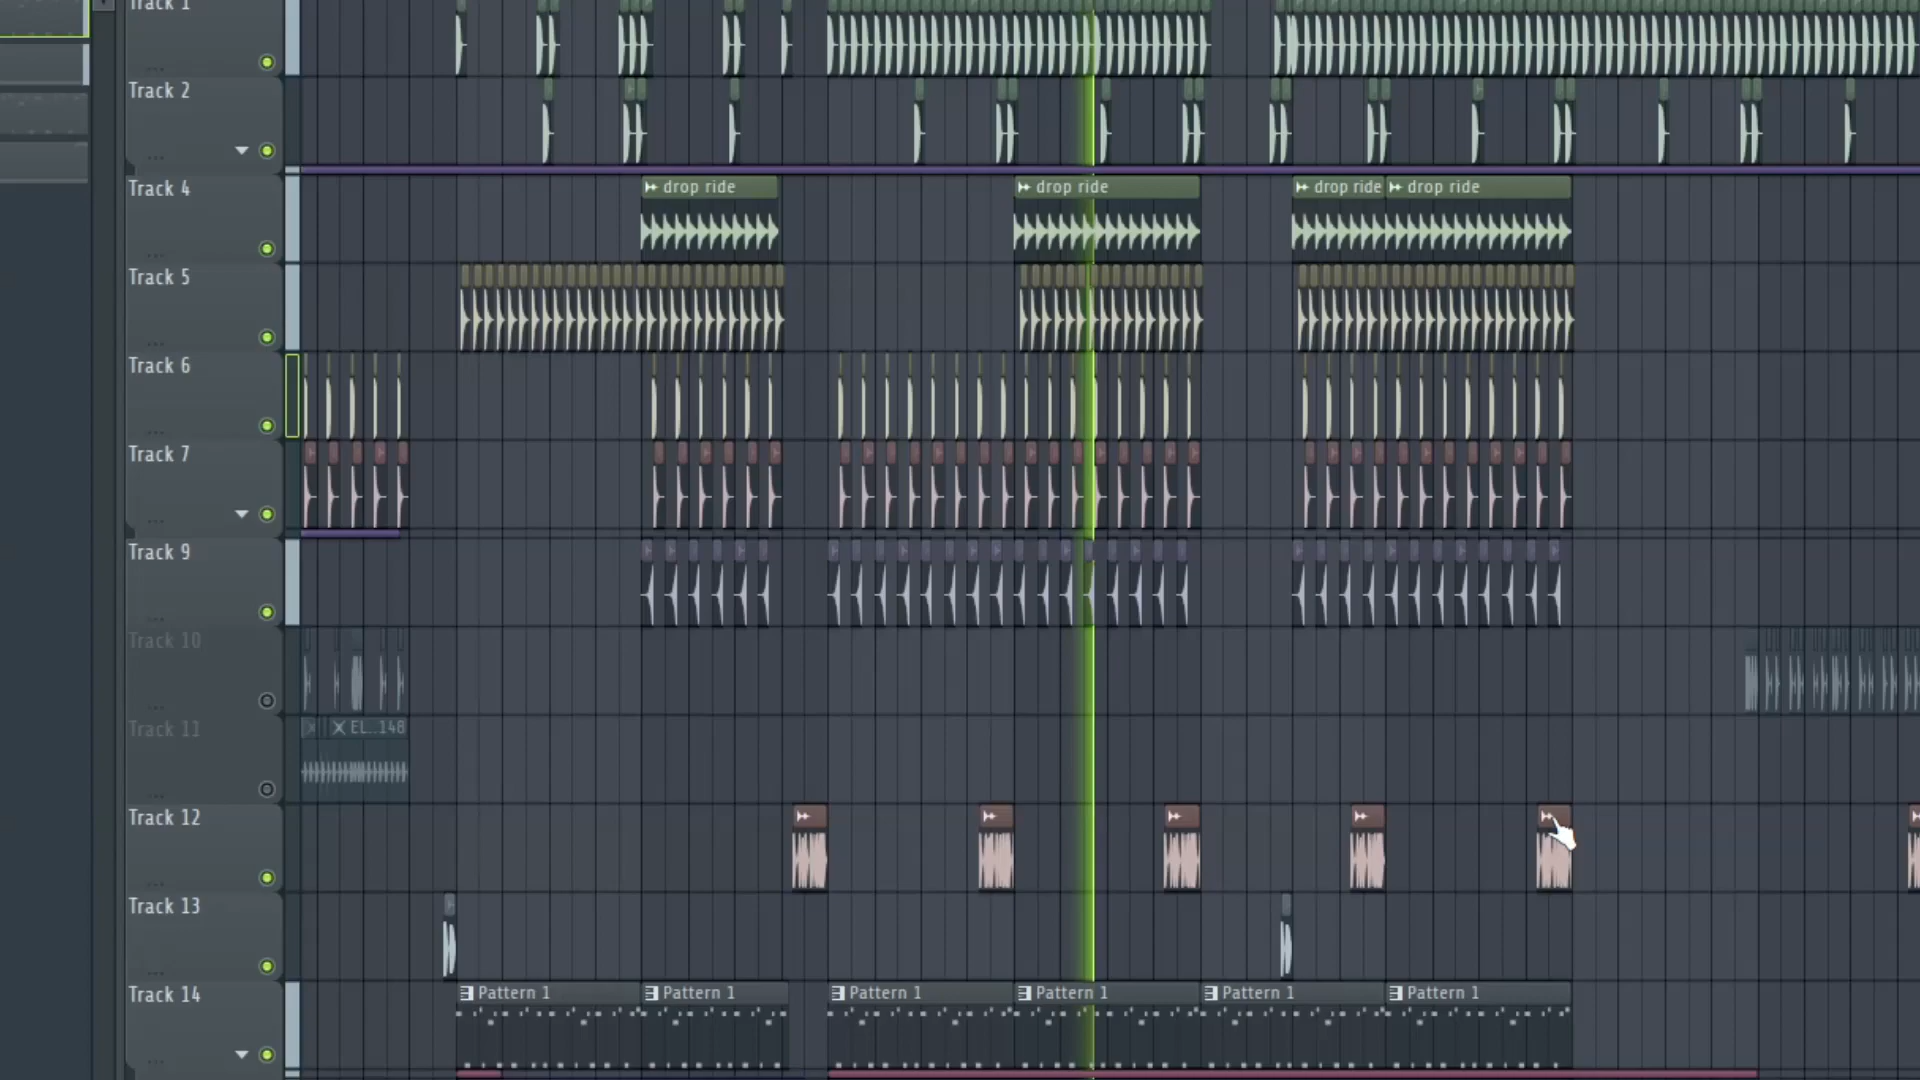 Track 1
Track 2
Track 4
drop ride
drop ride
drop ride
drop ride
Track 5
Track 6
Track 7
Track 9
Track 10
Track 11
EL...148
Track 12
Track 13
Track 14
Pattern 1
Pattern 1
Pattern 1
Pattern 1
Pattern 1
Pattern 1